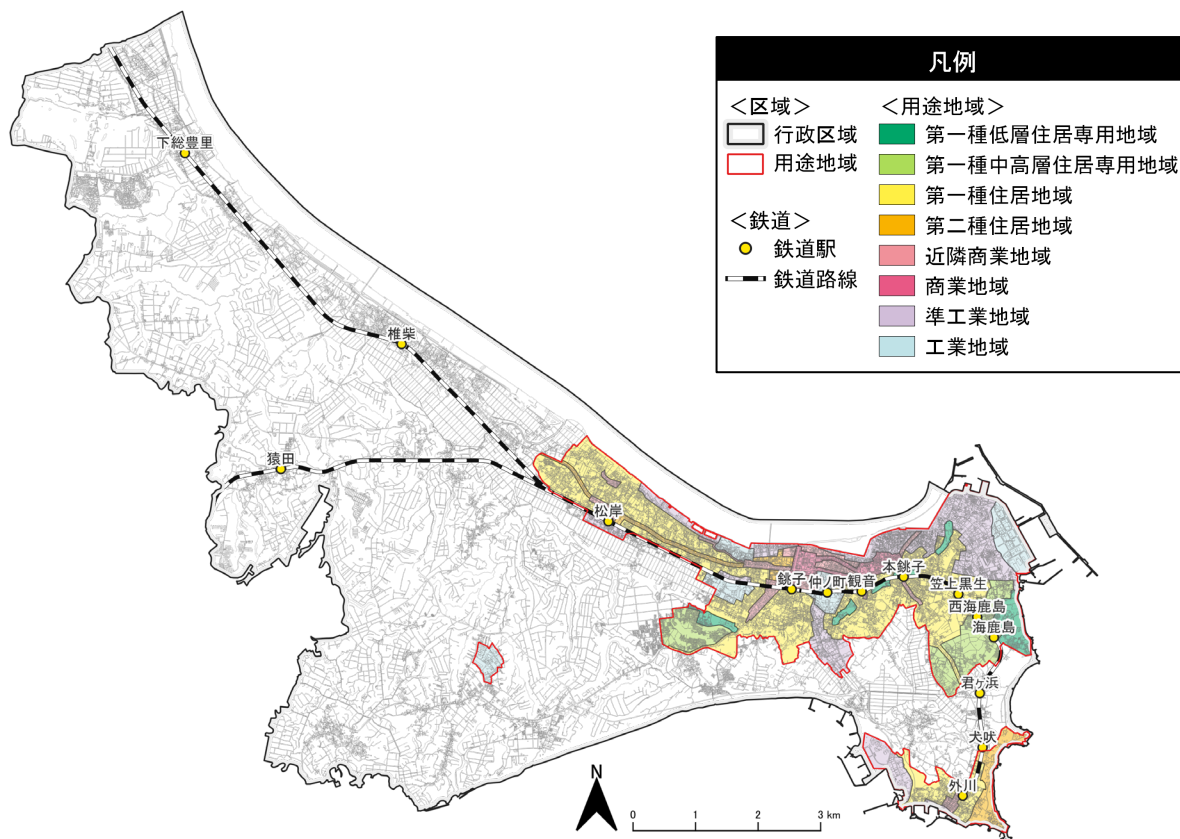 凡例
＜区域＞
行政区域
用途地域
＜鉄道＞
鉄道駅
鉄道路線
＜用途地域＞
第一種低層住居専用地域
第一種中高層住居専用地域
第一種住居地域
第二種住居地域
近隣商業地域
商業地域
準工業地域
工業地域
下総豊里
椎柴
猿田
松岸
銚子
仲ノ町
観音
本銚子
笠上黒生
西海鹿島
海鹿島
君ヶ浜
犬吠
外川
N
0 1 2 3 km